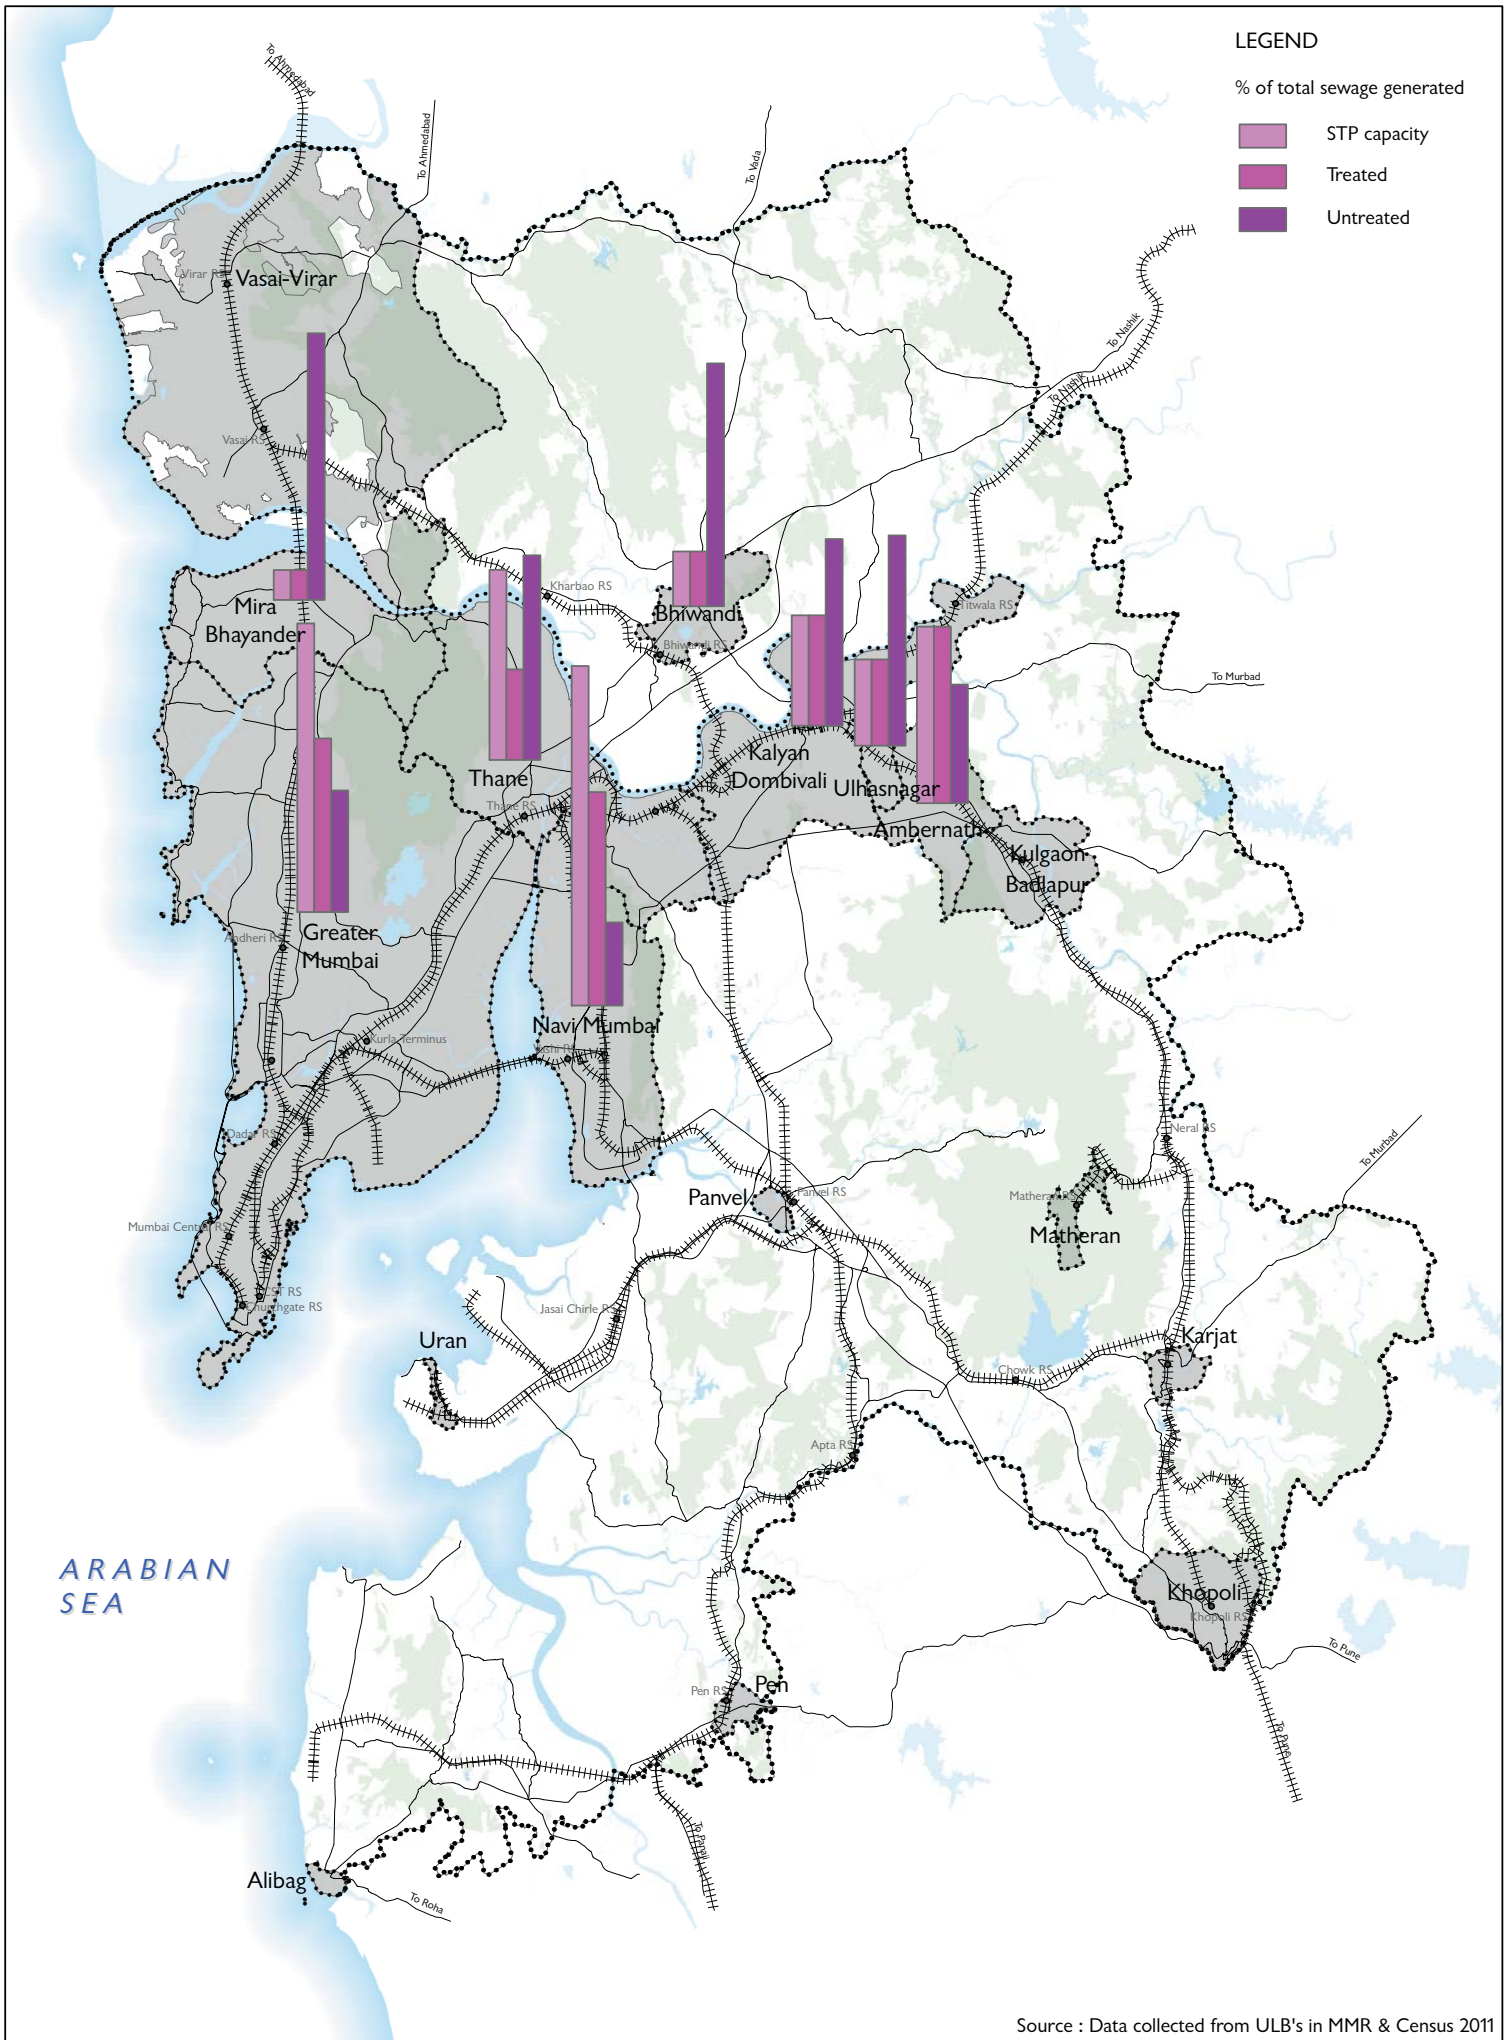 LEGEND
% of total sewage generated
STP capacity
Treated
Untreated
To Ahmedabad
To Ahmedabad
To Vada
To Nashik
To Nashik
Virar RS
Vasai-Virar
Vasai RS
Mira
Bhayander
Kharbao RS
Bhiwandi
Bhiwandi RS
Titwala RS
To Murbad
Thane
Thane RS
Kalyan
Dombivali
Ulhasnagar
Ambernath
Kulgaon
Badlapur
Greater
Mumbai
Andheri RS
Navi Mumbai
Vashi RS
Kurla Terminus
Dadar RS
Neral RS
To Murbad
Panvel
Panvel RS
Matheran RS
Matheran
Mumbai Central RS
CST RS
Churchgate RS
Jasai Chirle RS
Uran
Karjat
Chowk RS
Apta RS
ARABIAN
SEA
Khopoli
Khopoli RS
To Pune
To Pune
Pen
Pen RS
To Panaji
Alibag
To Roha
Source : Data collected from ULB's in MMR & Census 2011